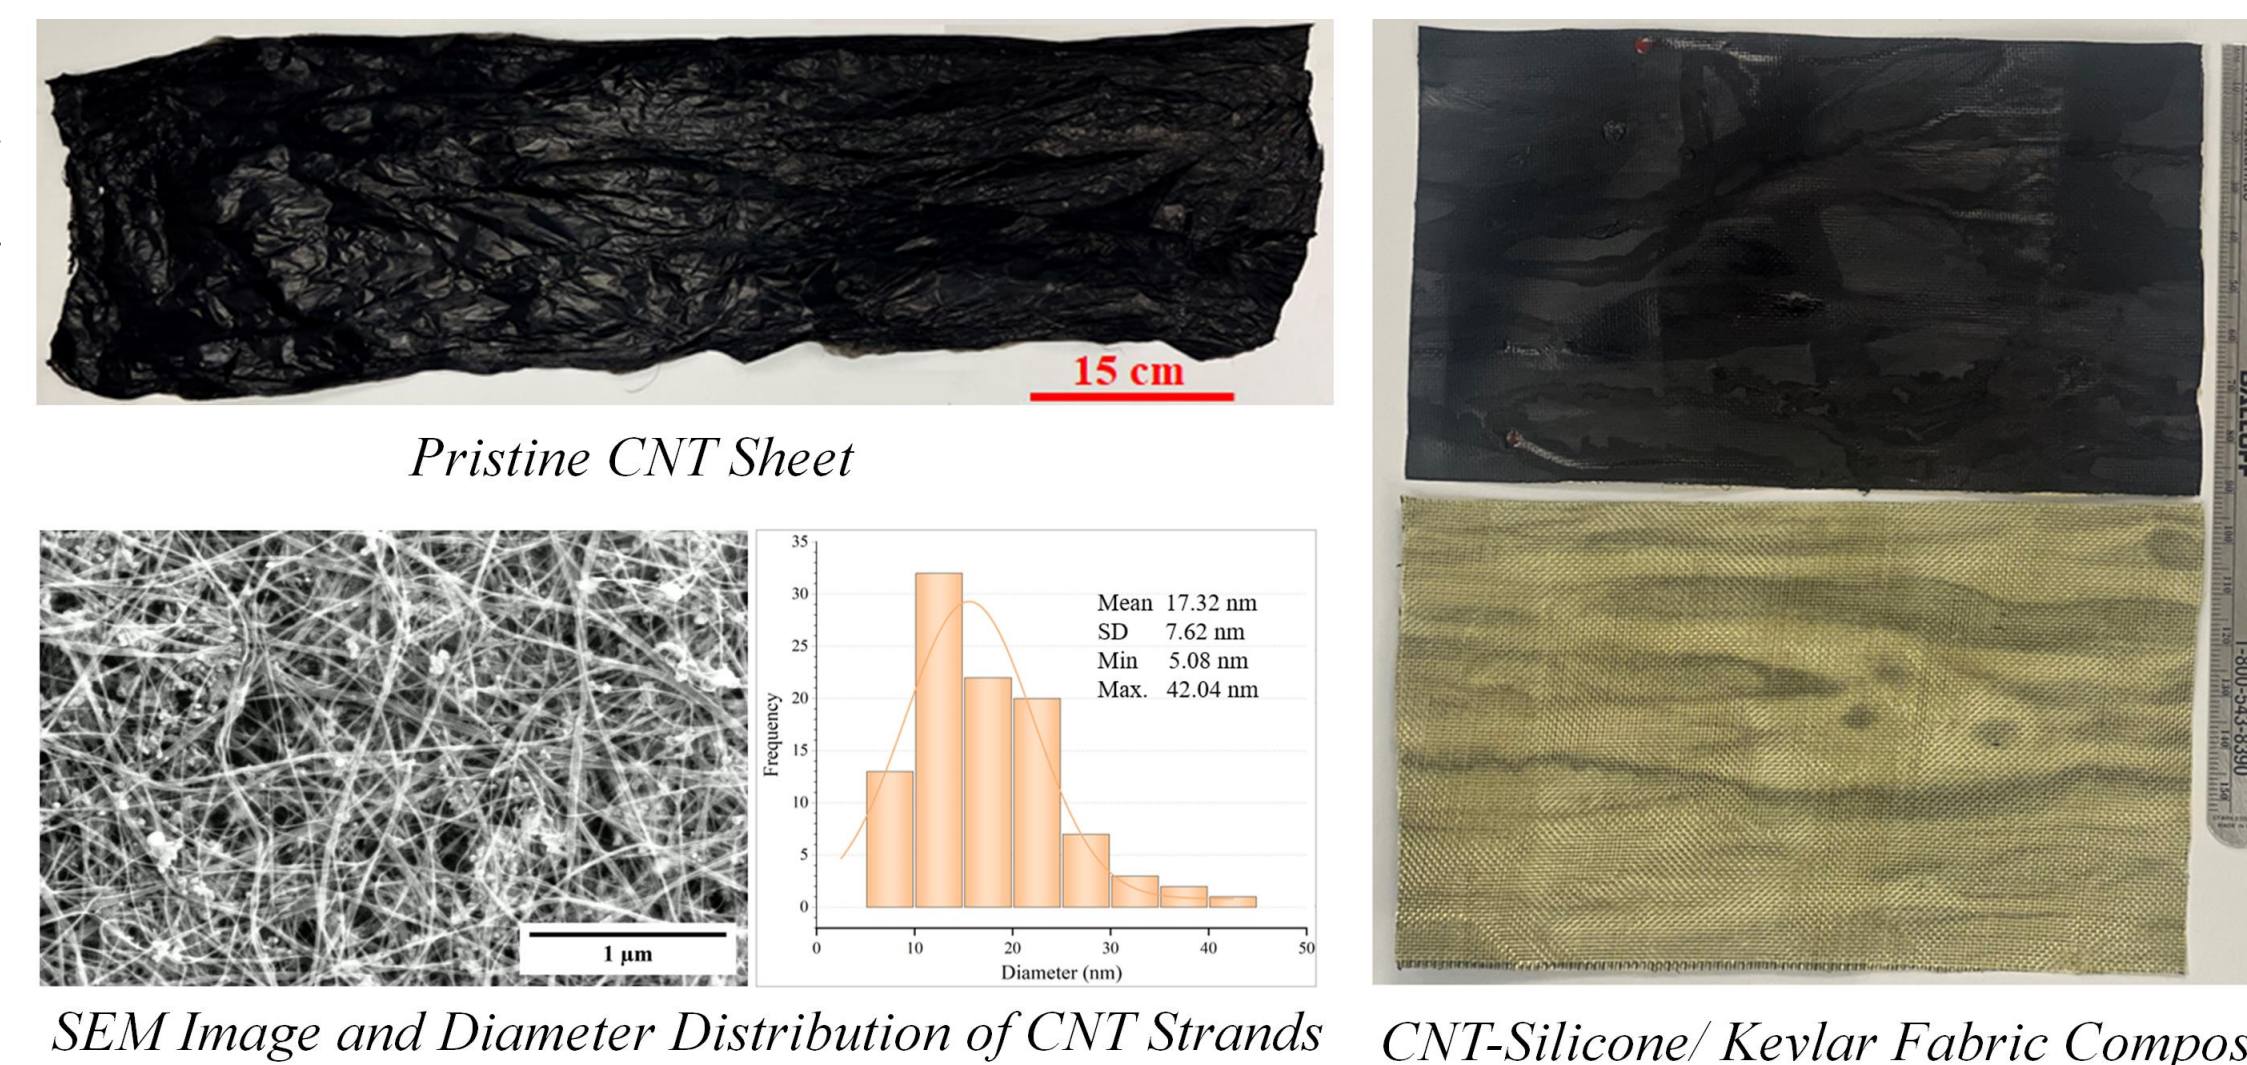 15 cm
Pristine CNT Sheet
1 µm
35
30
25
20
15
10
5
0
Frequency
Mean 17.32 nm
SD 7.62 nm
Min 5.08 nm
Max. 42.04 nm
0 10 20 30 40 50
Diameter (nm)
SEM Image and Diameter Distribution of CNT Strands
1-800-543-8390
CNT-Silicone/ Kevlar Fabric Compos